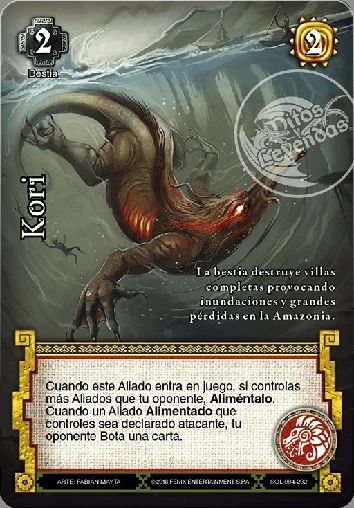 2
Bestia
2
Mitos y
Leyendas
Kori
La bestia destruye villas
completas provocando
inundaciones y grandes
pérdidas en la Amazonia.
Cuando este Aliado entra en juego, si controlas
más Aliados que tu oponente, Aliméntalo.
Cuando un Aliado Alimentado que
controles sea declarado atacante, tu
oponente Bota una carta.
ARTE: FABIAN MAYTA
©2018 FENIX ENTERTAINMENT S.PA.
SOL-084-232